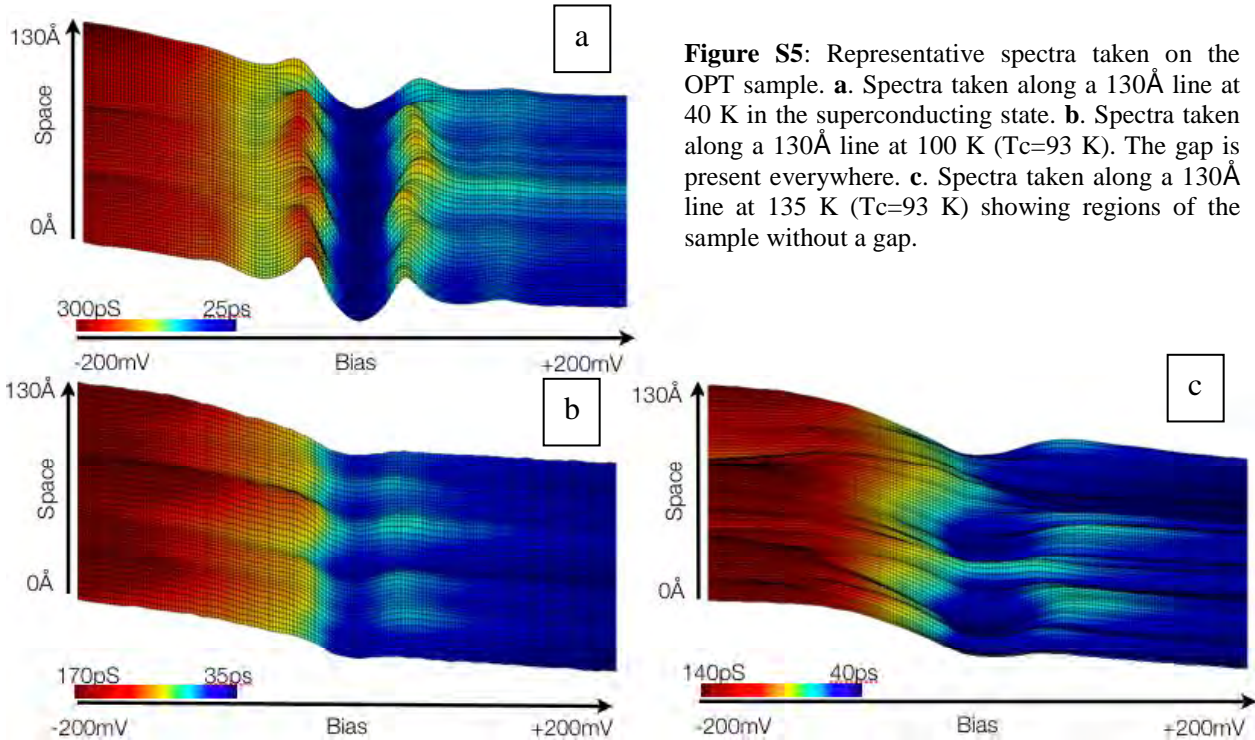 130Å
Space
0Å
a
300pS 25ps
-200mV Bias +200mV
Figure S5: Representative spectra taken on the
OPT sample. a. Spectra taken along a 130Å line at
40 K in the superconducting state. b. Spectra taken
along a 130Å line at 100 K (Tc=93 K). The gap is
present everywhere. c. Spectra taken along a 130Å
line at 135 K (Tc=93 K) showing regions of the
sample without a gap.
130Å
Space
0Å
b
170pS 35ps
-200mV Bias +200mV
130Å
Space
0Å
c
140pS 40ps
-200mV Bias +200mV